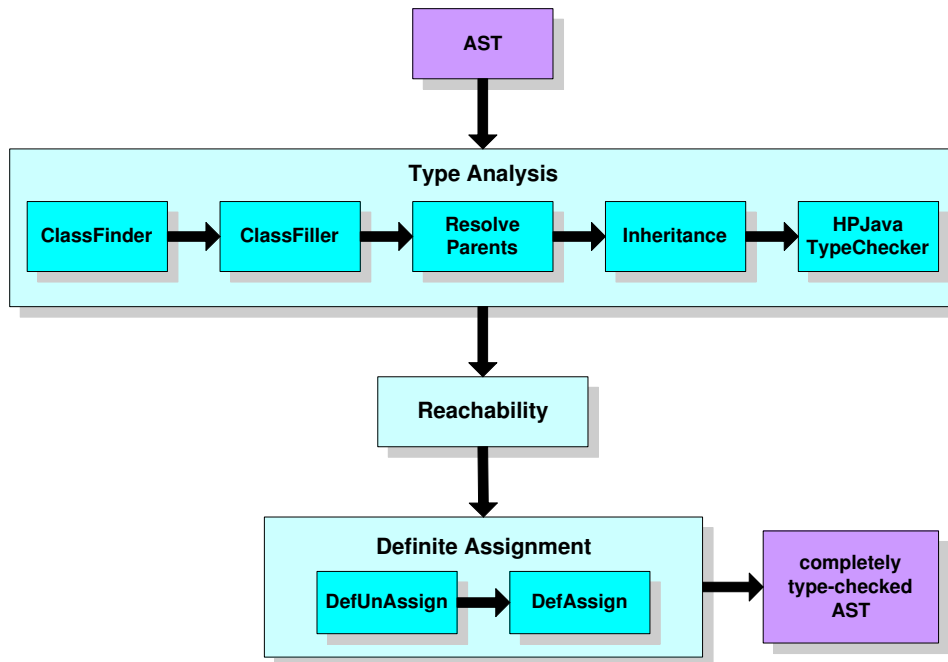 AST
Type Analysis
ClassFinder
ClassFiller
Resolve
Parents
Inheritance
HPJava
TypeChecker
Reachability
Definite Assignment
DefUnAssign
DefAssign
completely
type-checked
AST